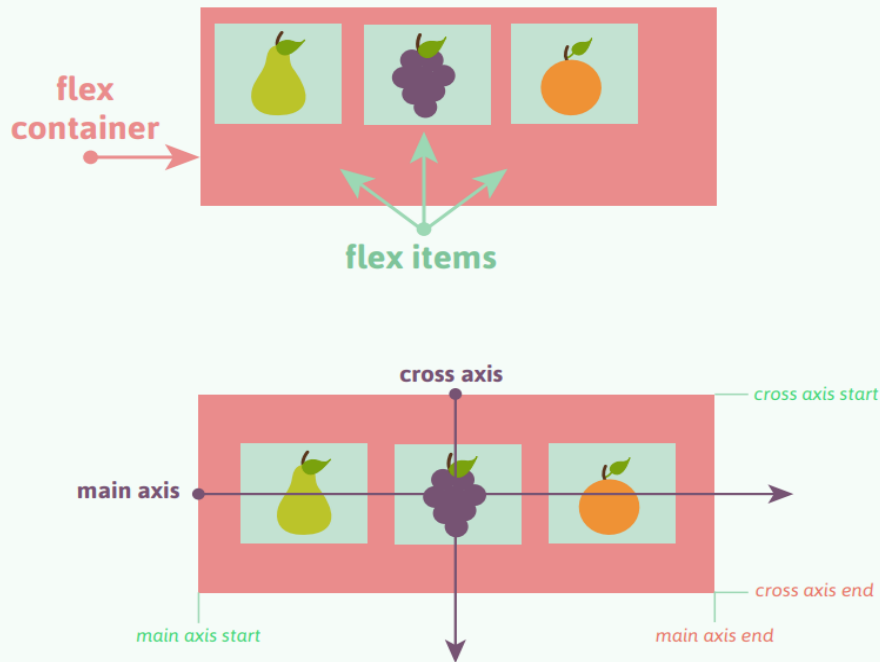 flex
container
flex items
cross axis
cross axis start
main axis
cross axis end
main axis start
main axis end